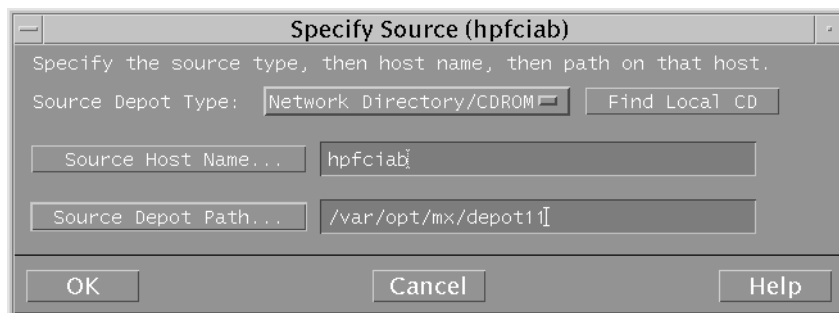 Specify Source (hpfciab)
Specify the source type, then host name, then path on that host.
Source Depot Type: Network Directory/CDROM Find Local CD
Source Host Name... hpfciab
Source Depot Path... /var/opt/mx/depot11
OK Cancel Help